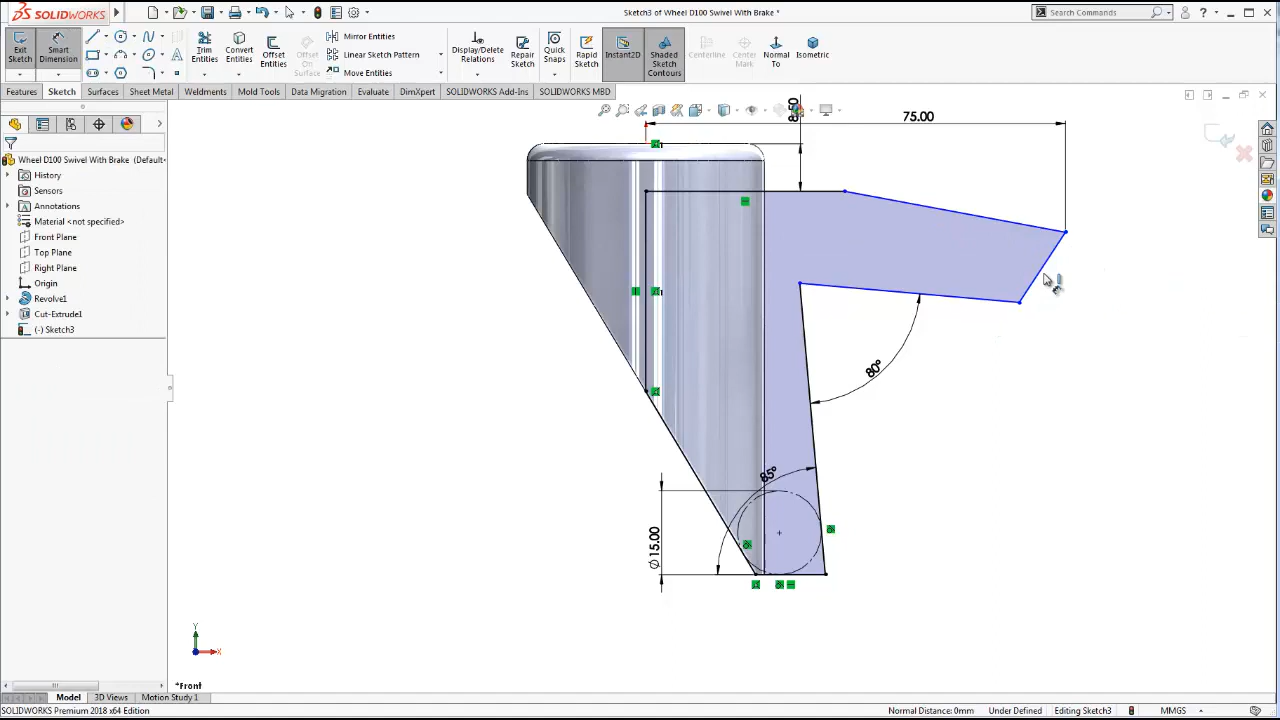 SOLIDWORKS
Sketch3 of Wheel D100 Swivel With Brake *
Search Commands
Exit Sketch
Smart Dimension
Trim Entities
Convert Entities
Offset Entities
Offset On Surface
Mirror Entities
Linear Sketch Pattern
Move Entities
Display/Delete Relations
Repair Sketch
Quick Snaps
Rapid Sketch
Instant2D
Shaded Sketch Contours
Centerline
Center Mark
Normal To
Isometric
Features
Sketch
Surfaces
Sheet Metal
Weldments
Mold Tools
Data Migration
Evaluate
DimXpert
SOLIDWORKS Add-Ins
SOLIDWORKS MBD
Wheel D100 Swivel With Brake (Default<
History
Sensors
Annotations
Material <not specified>
Front Plane
Top Plane
Right Plane
Origin
Revolve1
Cut-Extrude1
(-) Sketch3
75.00
80°
85°
Ø15.00
Y
X
*Front
Model
3D Views
Motion Study 1
SOLIDWORKS Premium 2018 x64 Edition
Normal Distance: 0mm
Under Defined
Editing Sketch3
MMGS